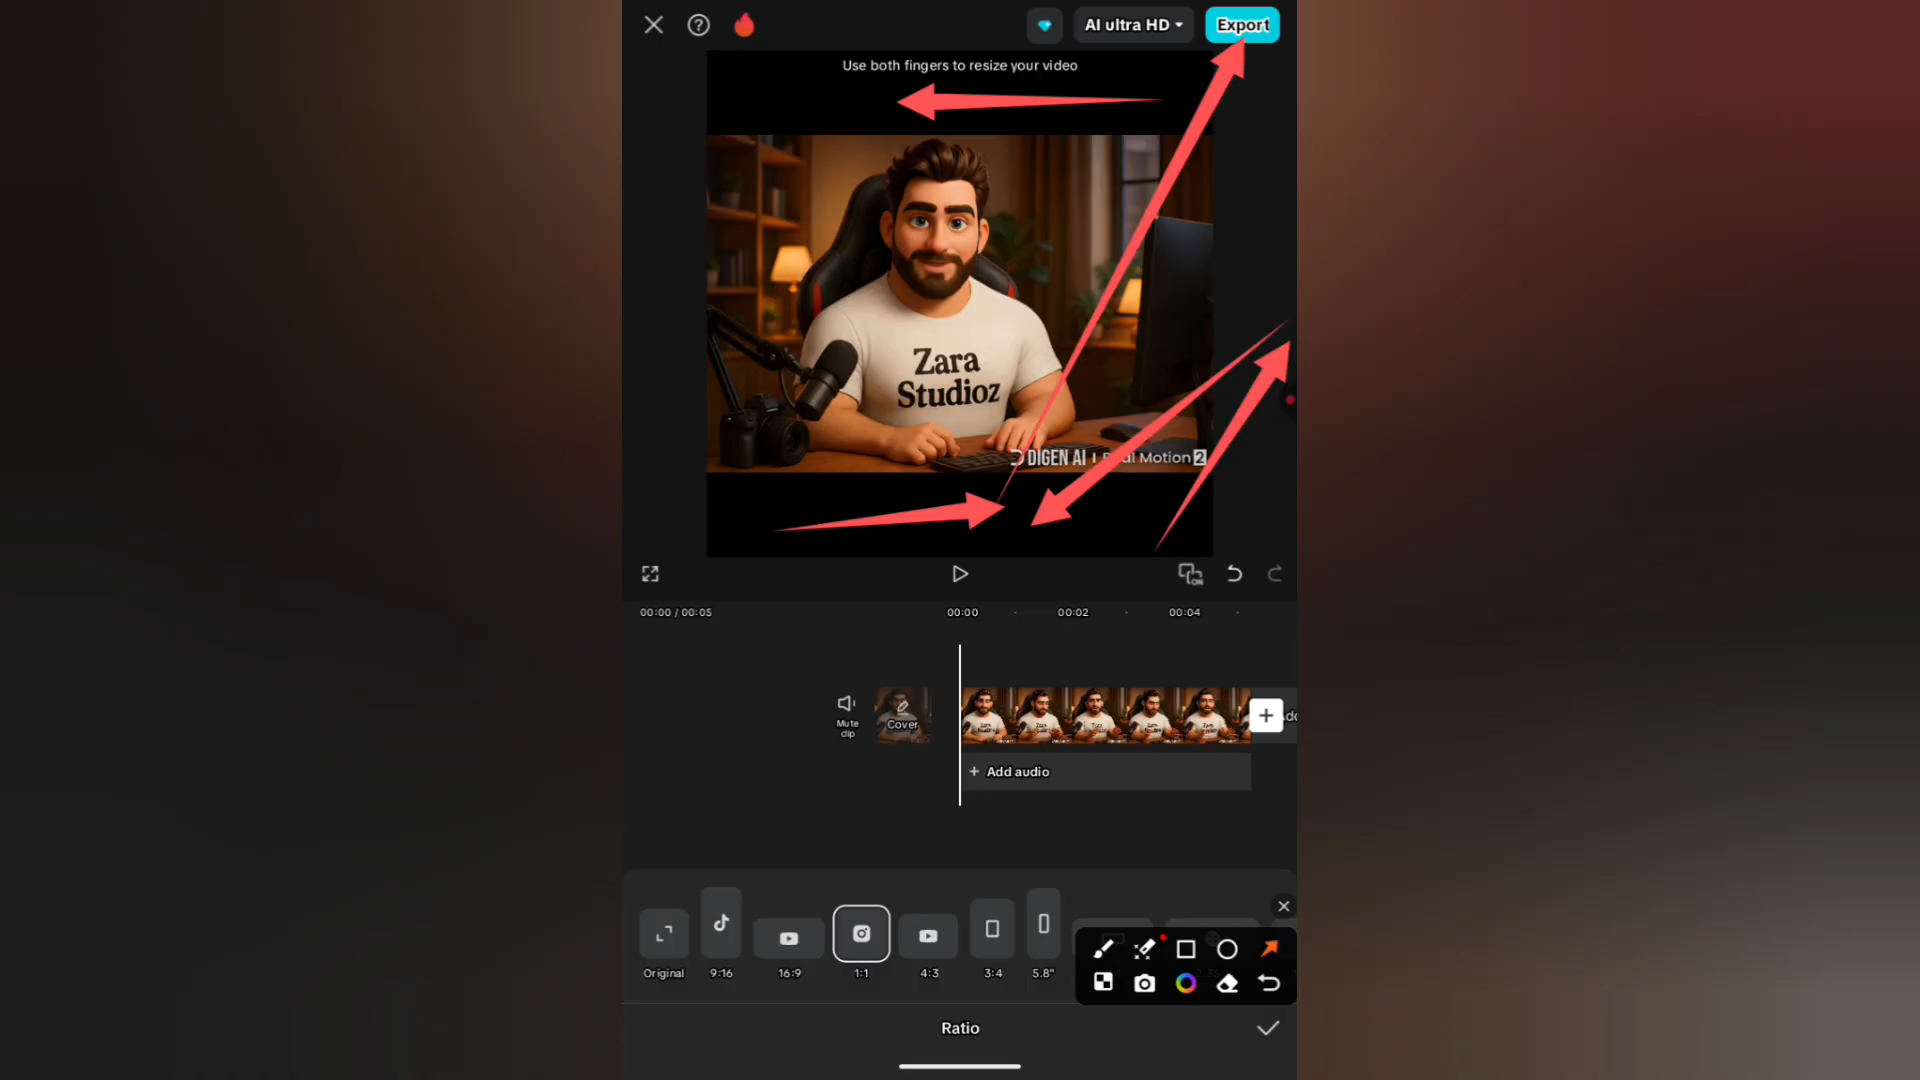 AI ultra HD
Export
Use both fingers to resize your video
Zara
Studioz
DIGEN AI
Motion 2
ON
00:00 / 00:05
00:00
00:02
00:04
Mute
clip
Cover
+ Add audio
Original
9:16
16:9
1:1
4:3
3:4
5.8"
Ratio